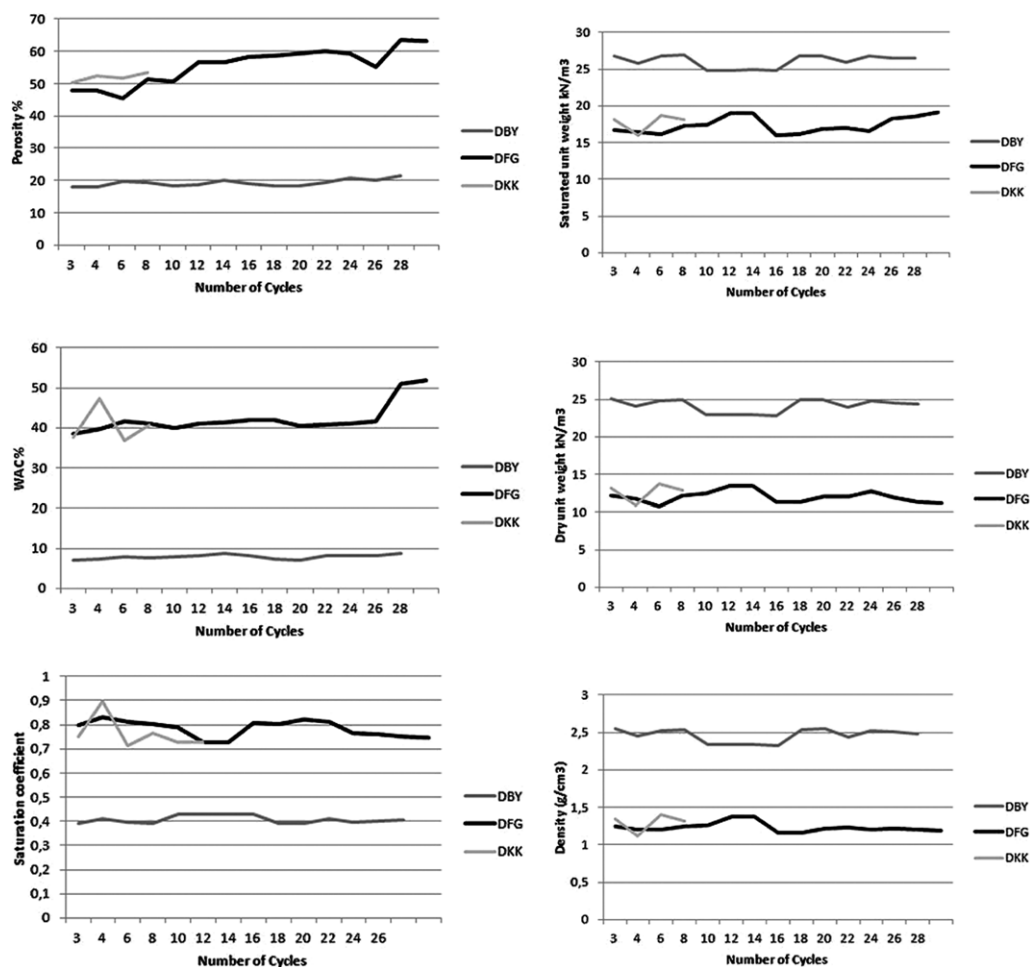 70
60
50
40
30
20
10
0
Porosity %
3 4 6 8 10 12 14 16 18 20 22 24 26 28
Number of Cycles
DBY
DFG
DKK
30
25
20
15
10
5
0
Saturated unit weight kN/m3
3 4 6 8 10 12 14 16 18 20 22 24 26 28
Number of Cycles
DBY
DFG
DKK
60
50
40
30
20
10
0
WAC%
3 4 6 8 10 12 14 16 18 20 22 24 26 28
Number of Cycles
DBY
DFG
DKK
30
25
20
15
10
5
0
Dry unit weight kN/m3
3 4 6 8 10 12 14 16 18 20 22 24 26 28
Number of Cycles
DBY
DFG
DKK
1
0,9
0,8
0,7
0,6
0,5
0,4
0,3
0,2
0,1
0
Saturation coefficient
3 4 6 8 10 12 14 16 18 20 22 24 26
Number of Cycles
DBY
DFG
DKK
3
2,5
2
1,5
1
0,5
0
Density (g/cm3)
3 4 6 8 10 12 14 16 18 20 22 24 26 28
Number of Cycles
DBY
DFG
DKK